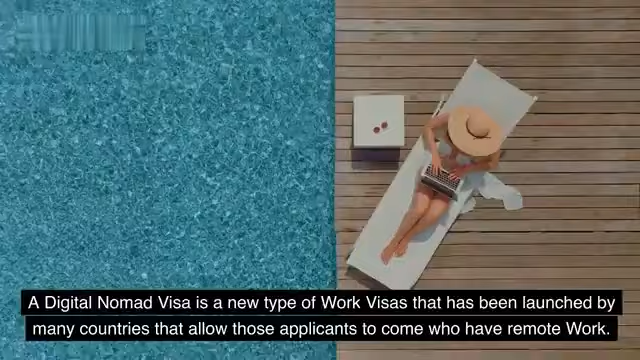 A Digital Nomad Visa is a new type of Work Visas that has been launched by
many countries that allow those applicants to come who have remote Work.